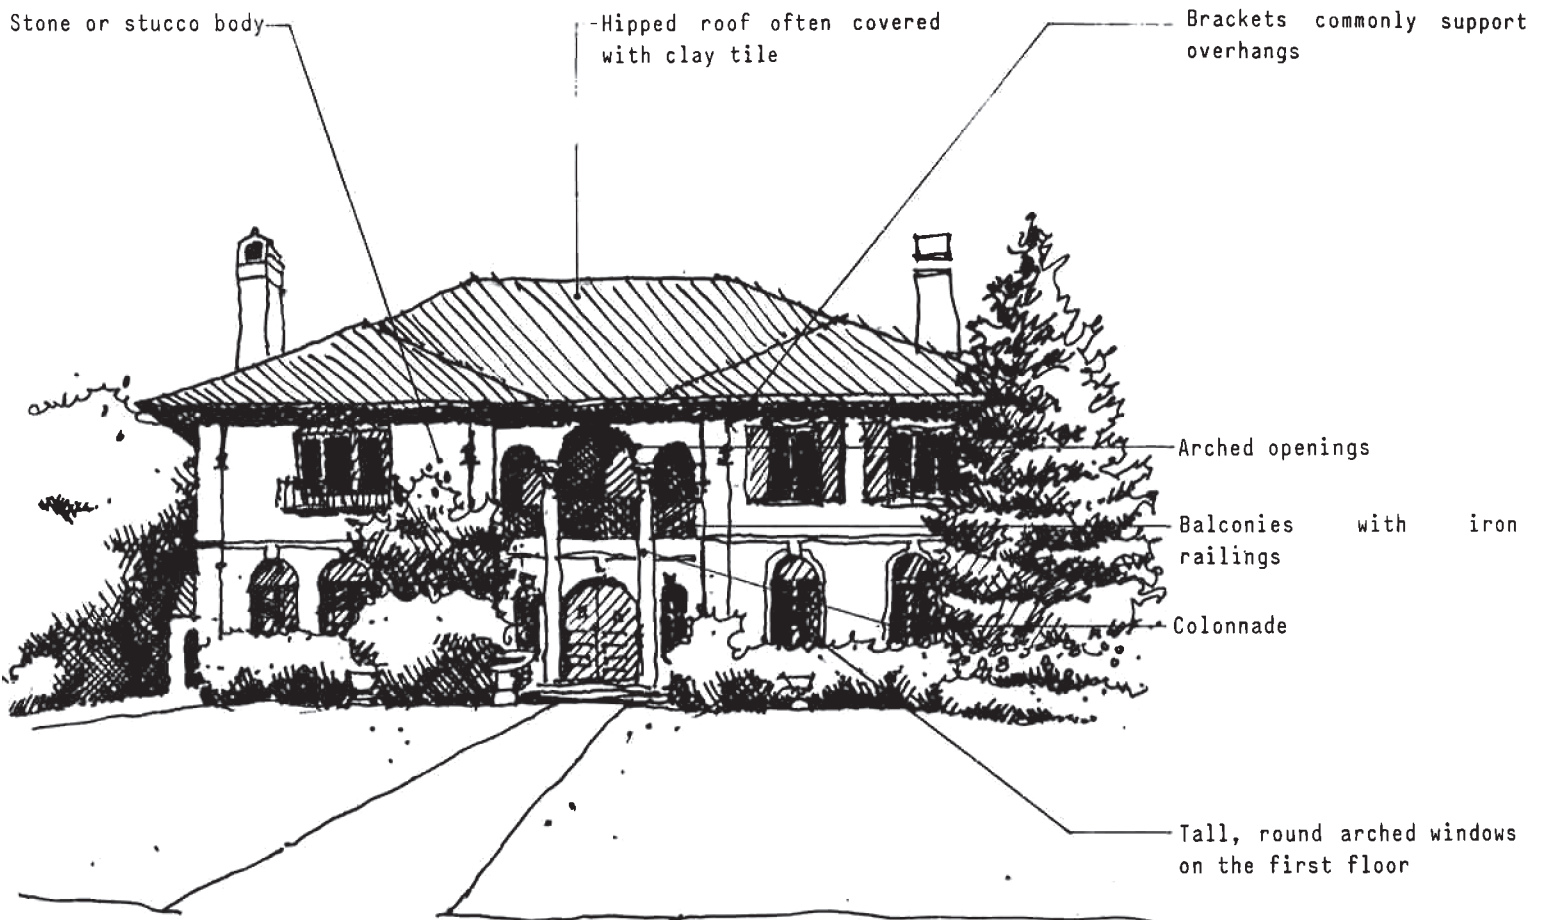 Stone or stucco body
Hipped roof often covered
with clay tile
Brackets commonly support
overhangs
Arched openings
Balconies with iron
railings
Colonnade
Tall, round arched windows
on the first floor